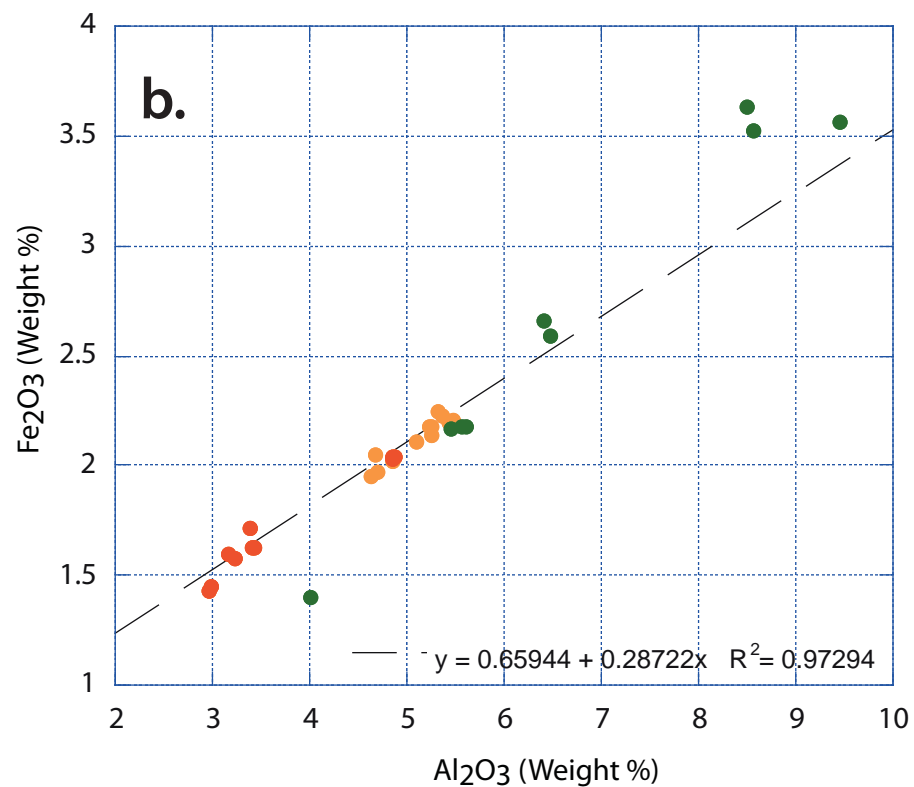 b.
4
3.5
3
2.5
2
1.5
1
Fe2O3 (Weight %)
y = 0.65944 + 0.28722x R2= 0.97294
2 3 4 5 6 7 8 9 10
Al2O3 (Weight %)